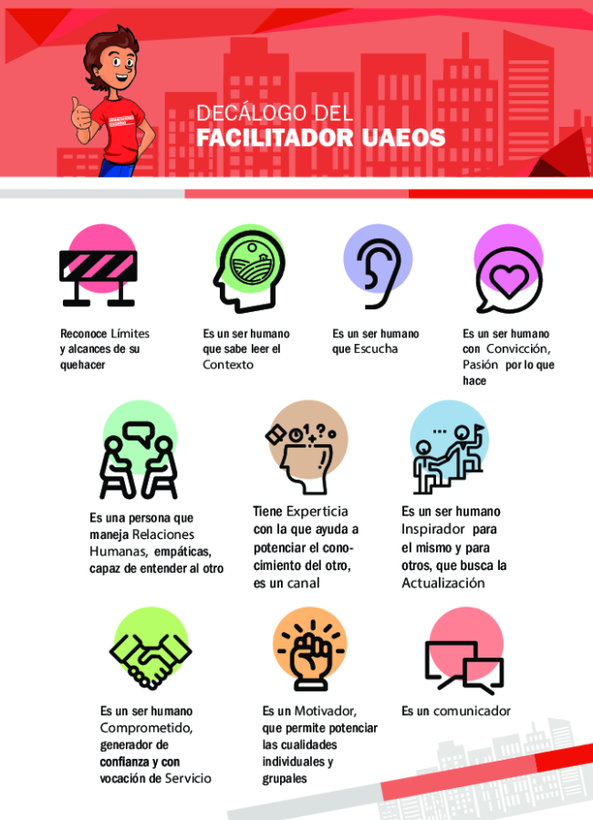 DECÁLOGO DEL
FACILITADOR UAEOS
Reconoce Límites
y alcances de su
quehacer
Es un ser humano
que sabe leer el
Contexto
Es un ser humano
que Escucha
Es un ser humano
con Convicción,
Pasión por lo que
hace
Es una persona que
maneja Relaciones
Humanas, empáticas,
capaz de entender al otro
Tiene Experticia
con la que ayuda a
potenciar el cono-
cimiento del otro,
es un canal
Es un ser humano
Inspirador para
el mismo y para
otros, que busca la
Actualización
Es un ser humano
Comprometido,
generador de
confianza y con
vocación de Servicio
Es un Motivador,
que permite potenciar
las cualidades
individuales y
grupales
Es un comunicador